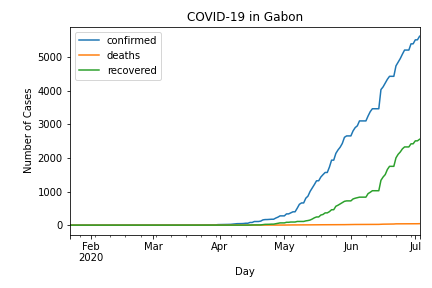 COVID-19 in Gabon
confirmed
deaths
recovered
Number of Cases
5000
4000
3000
2000
1000
0
Feb Mar Apr May Jun Jul
2020
Day